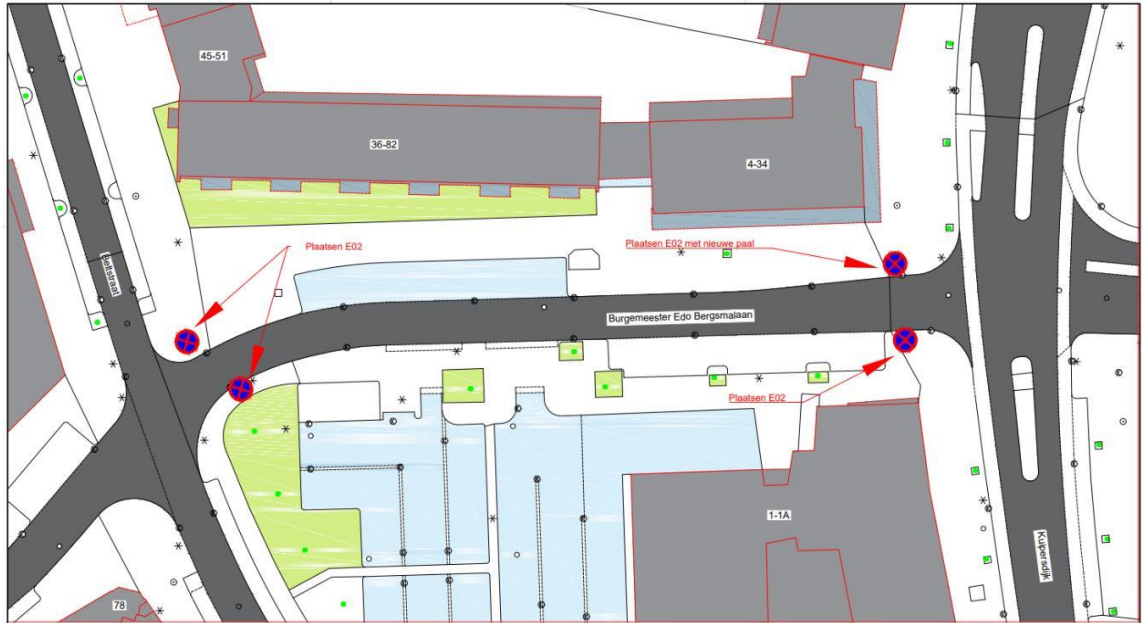 45-51
36-82
4-34
Plaatsen E02
Plaatsen E02 met nieuwe paal
Beltstraat
Burgemeester Edo Bergsmalaan
Plaatsen E02
1-1A
Kuipersdijk
78